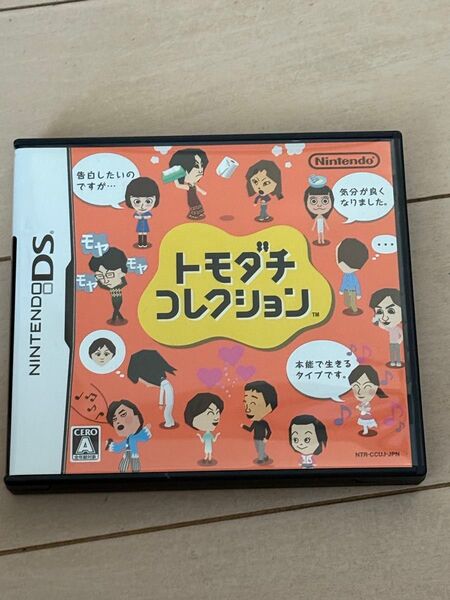 Nintendo
告白したいの
ですが…
気分が良く
なりました。
モヤ
モヤ
モヤ
…
トモダチ
コレクション
TM
NINTENDO DS
TM
本能で生きる
タイプです。
CERO
A
NTR-CCUJ-JPN